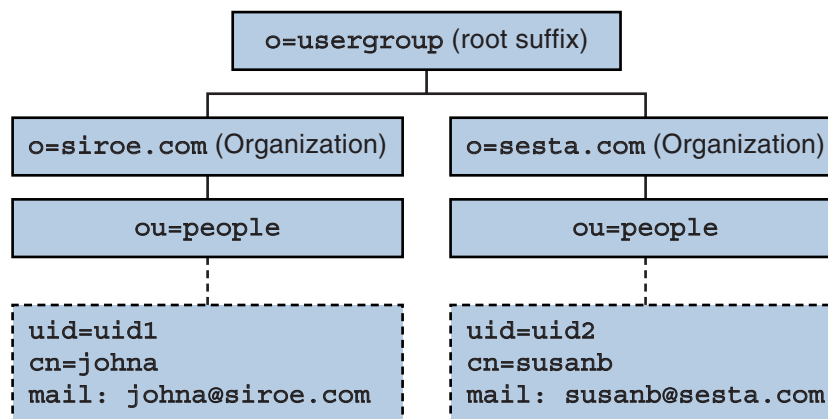 o=usergroup (root suffix)
o=siroe.com (Organization)
o=sesta.com (Organization)
ou=people
ou=people
uid=uid1
cn=johna
mail: johna@siroe.com
uid=uid2
cn=susanb
mail: susanb@sesta.com